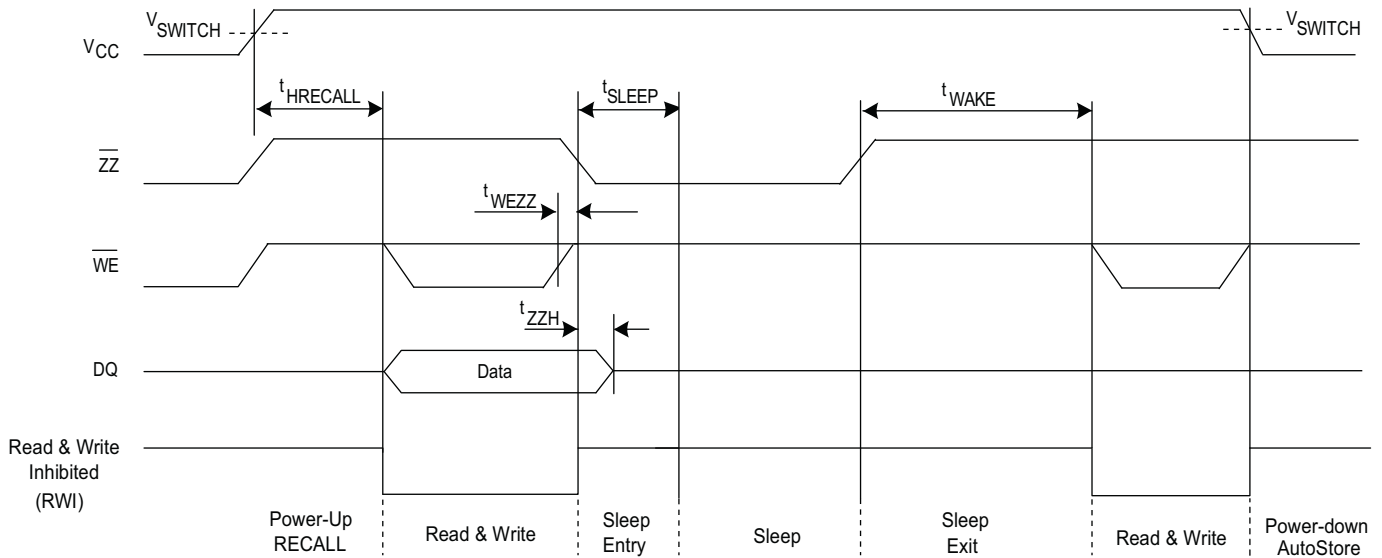 VSWITCH
VSWITCH
VCC
tHRECALL
tSLEEP
tWAKE
ZZ
tWEZZ
WE
tZZH
DQ
Data
Read & Write
Inhibited
(RWI)
Power-Up
RECALL
Read & Write
Sleep
Entry
Sleep
Sleep
Exit
Read & Write
Power-down
AutoStore